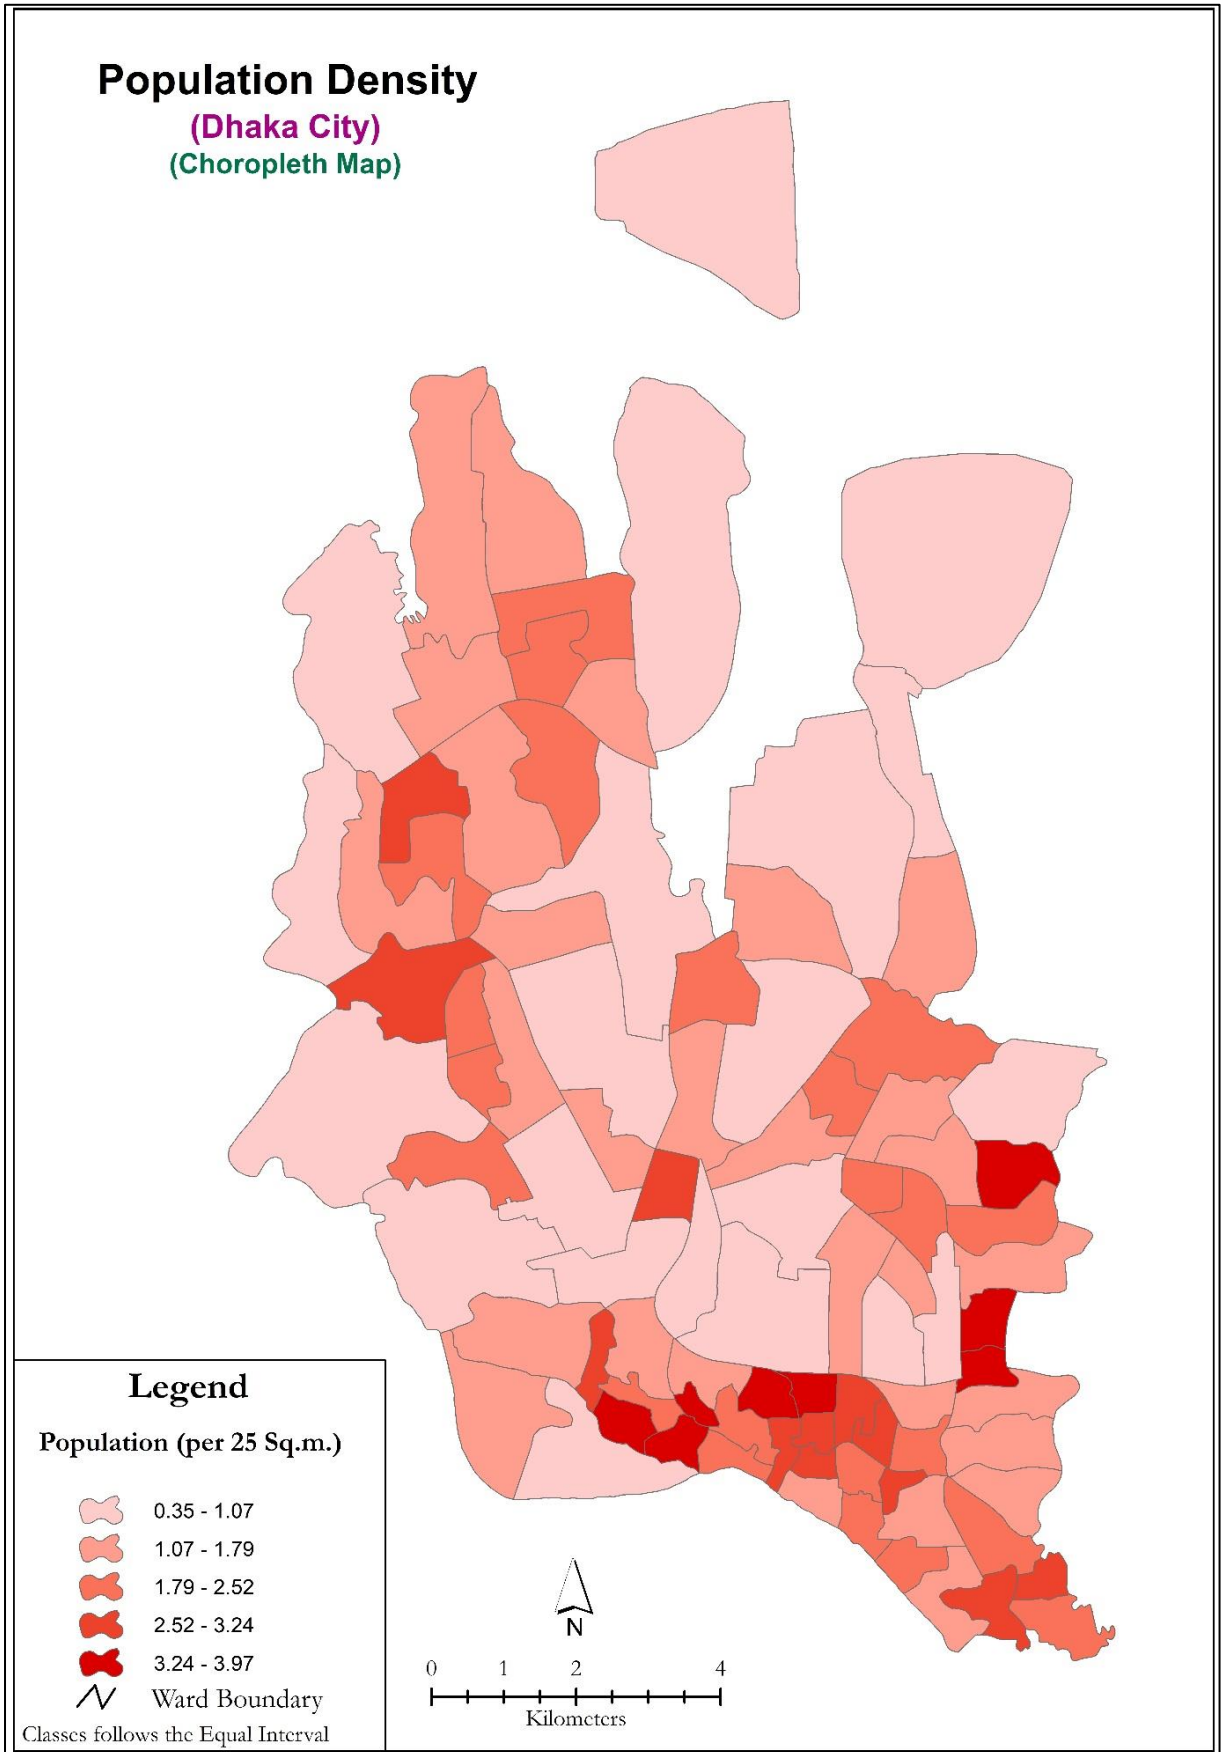 Population Density
(Dhaka City)
(Choropleth Map)
Legend
Population (per 25 Sq.m.)
0.35 - 1.07
1.07 - 1.79
1.79 - 2.52
2.52 - 3.24
3.24 - 3.97
Ward Boundary
Classes follows the Equal Interval
N
0 1 2 4
Kilometers